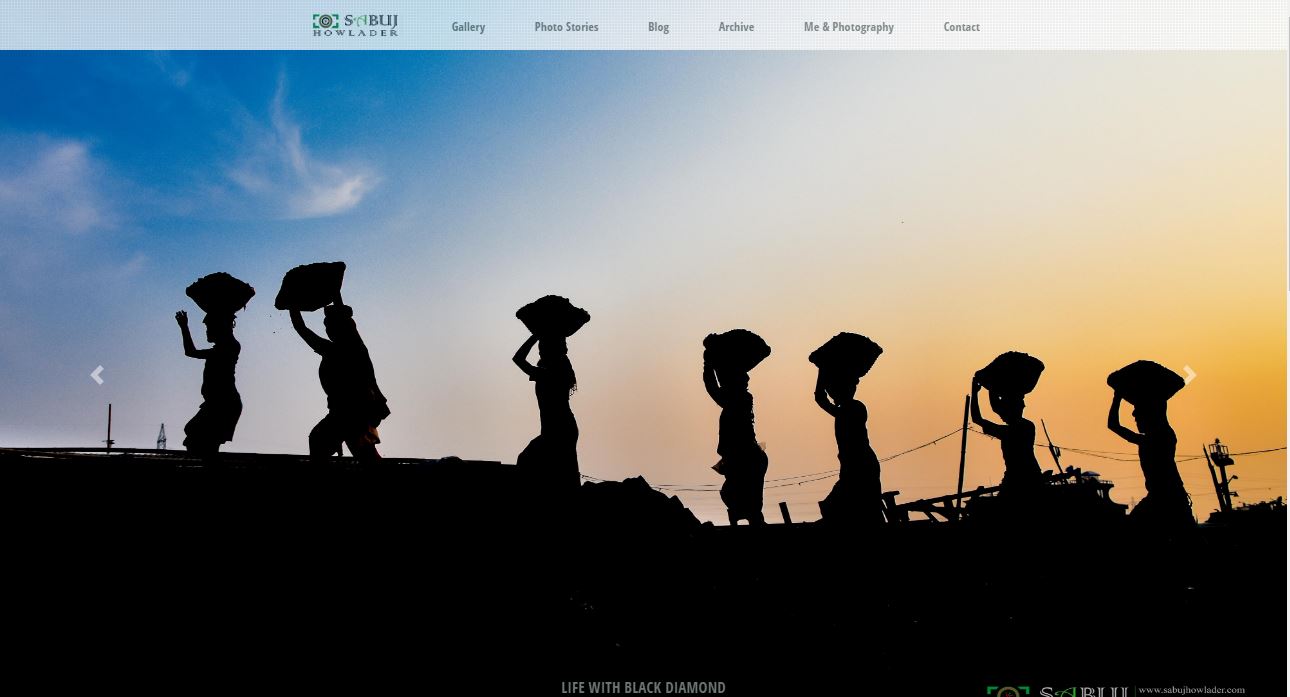 SABUJ
HOWLADER
Gallery
Photo Stories
Blog
Archive
Me & Photography
Contact
LIFE WITH BLACK DIAMOND
SABUJ
www.sabujhowlader.com